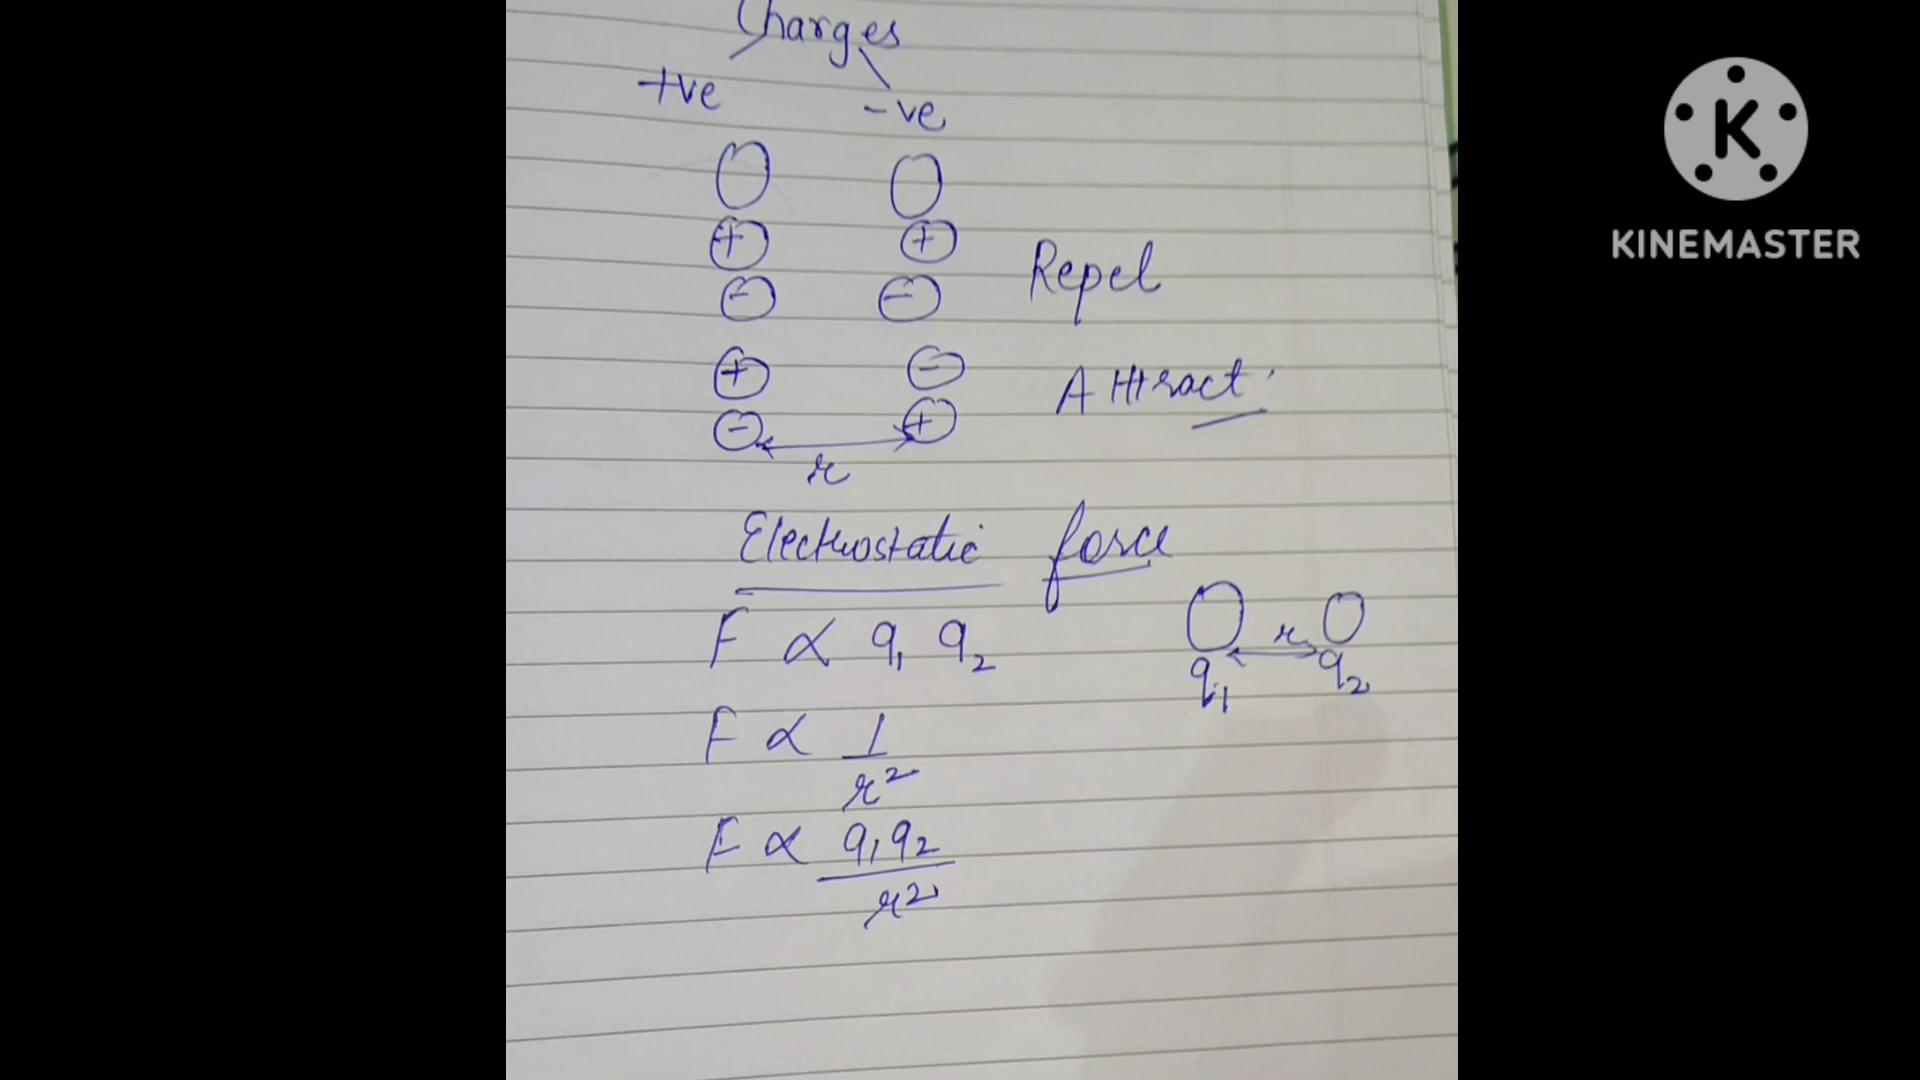 Charges
+ve -ve
+ +
- -
Repel
+ -
- +
Attract
r
Electrostatic force
F ∝ q₁ q₂
r
q₁ q₂
F ∝ 1/r²
F ∝ q₁q₂/r²
K
KINEMASTER